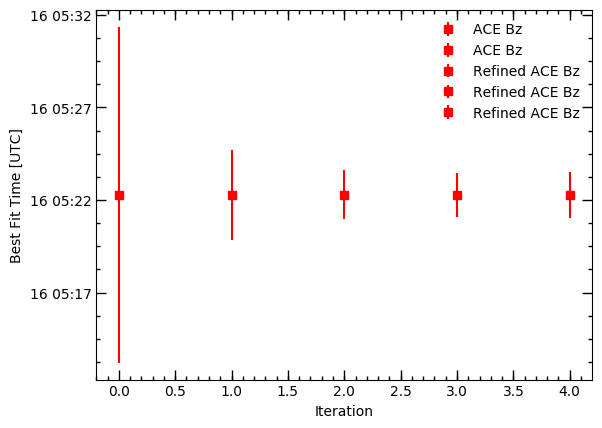 16 05:32
16 05:27
16 05:22
16 05:17
Best Fit Time [UTC]
ACE Bz
ACE Bz
Refined ACE Bz
Refined ACE Bz
Refined ACE Bz
0.0 0.5 1.0 1.5 2.0 2.5 3.0 3.5 4.0
Iteration